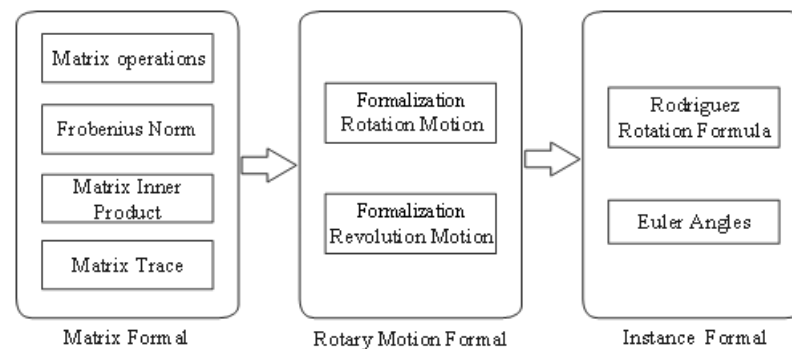 Matrix operations
Frobenius Norm
Matrix Inner
Product
Matrix Trace
Matrix Formal
Formalization
Rotation Motion
Formalization
Revolution Motion
Rotary Motion Formal
Rodriguez
Rotation Formula
Euler Angles
Instance Formal